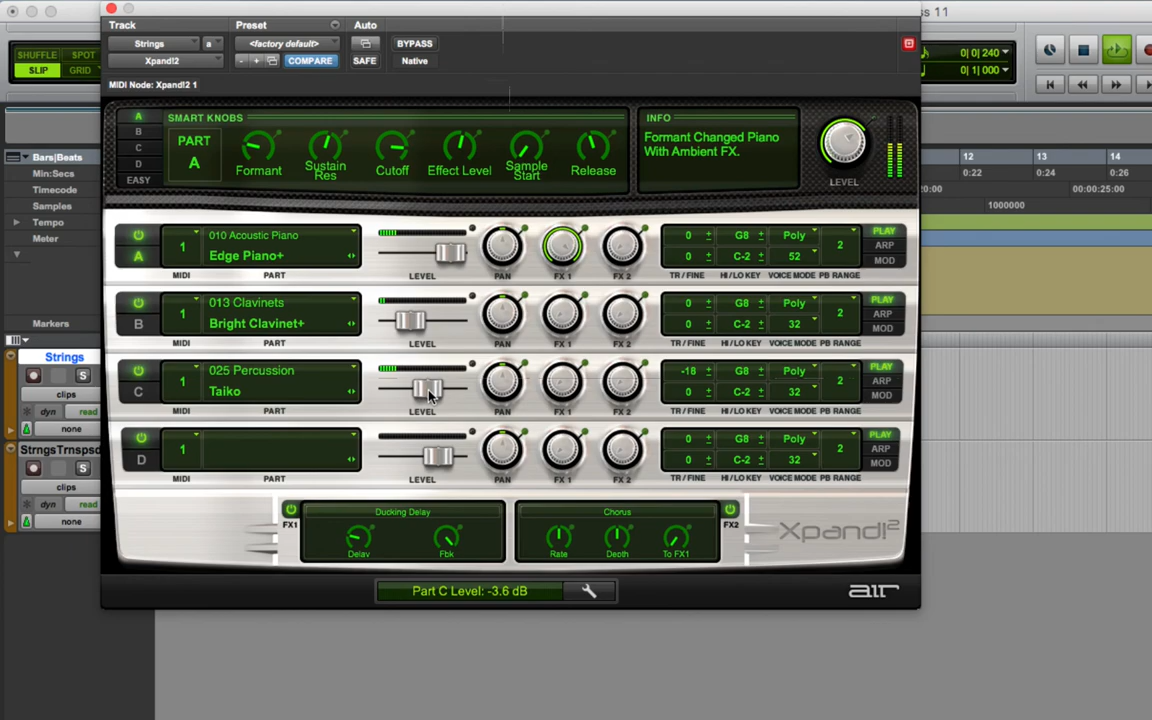 ss 11
Track
Preset
Auto
Strings
a
<factory default>
BYPASS
Xpand!2
-
+
COMPARE
SAFE
Native
MIDI Node: Xpand!2 1
SHUFFLE
SPOT
SLIP
GRID
0| 0| 240
0| 1| 000
A
B
C
D
EASY
SMART KNOBS
PART
A
Formant
Sustain
Res
Cutoff
Effect Level
Sample
Start
Release
INFO
Formant Changed Piano
With Ambient FX.
LEVEL
Bars|Beats
Min:Secs
Timecode
Samples
Tempo
Meter
Markers
12
13
14
0:22
0:24
0:26
20:00
00:00:25:00
1000000
A
1
010 Acoustic Piano
Edge Piano+
MIDI
PART
LEVEL
PAN
FX 1
FX 2
0
G8
Poly
2
0
C-2
52
TR / FINE
HI / LO KEY
VOICE MODE
PB RANGE
PLAY
ARP
MOD
B
1
013 Clavinets
Bright Clavinet+
MIDI
PART
LEVEL
PAN
FX 1
FX 2
0
G8
Poly
2
0
C-2
32
TR / FINE
HI / LO KEY
VOICE MODE
PB RANGE
PLAY
ARP
MOD
C
1
025 Percussion
Taiko
MIDI
PART
LEVEL
PAN
FX 1
FX 2
-18
G8
Poly
2
0
C-2
32
TR / FINE
HI / LO KEY
VOICE MODE
PB RANGE
PLAY
ARP
MOD
D
1
MIDI
PART
LEVEL
PAN
FX 1
FX 2
0
G8
Poly
2
0
C-2
32
TR / FINE
HI / LO KEY
VOICE MODE
PB RANGE
PLAY
ARP
MOD
Strings
S
clips
dyn
read
none
StrngsTrnspsd
S
clips
dyn
read
none
FX1
Ducking Delay
Delay
Fbk
Chorus
Rate
Depth
To FX1
FX2
Xpand!2
Part C Level: -3.6 dB
air